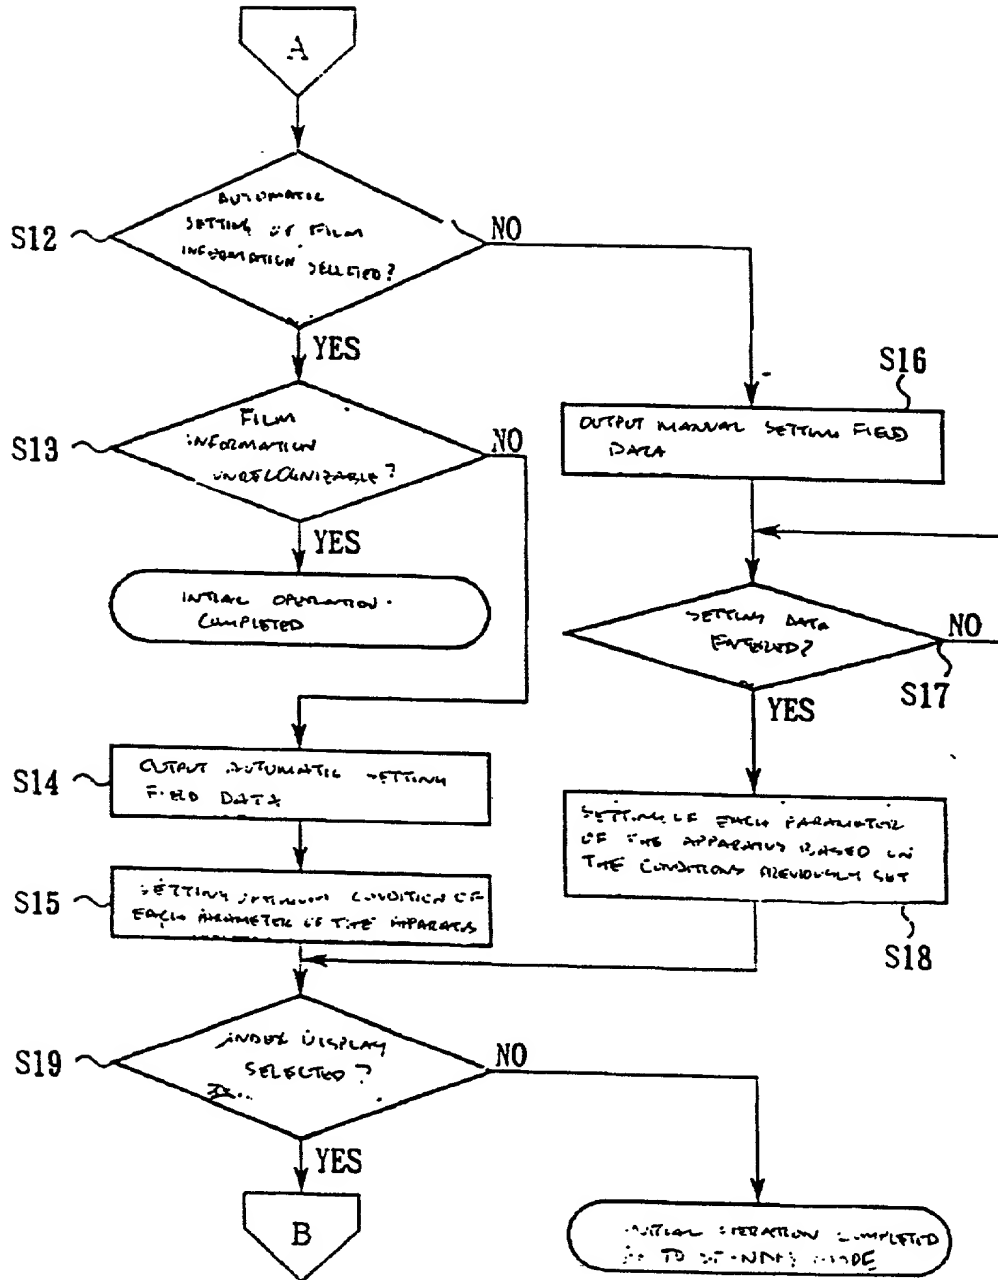 A
AUTOMATIC
SETTING OF FILM
INFORMATION SELECTED?
S12
NO
YES
FILM
INFORMATION
UNRECOGNIZABLE?
S13
NO
YES
INITIAL OPERATION
COMPLETED
S16
OUTPUT MANUAL SETTING FIELD
DATA
SETTING DATA
ENTERED?
NO
S17
YES
S14
OUTPUT AUTOMATIC SETTING
FIELD DATA
SETTING OF EACH PARAMETER
OF THE APPARATUS BASED ON
THE CONDITIONS PREVIOUSLY SET
S18
S15
SETTING OPTIMUM CONDITION OF
EACH PARAMETER OF THE APPARATUS
S19
INDEX DISPLAY
SELECTED?
NO
YES
B
INITIAL OPERATION COMPLETED
TO MODE